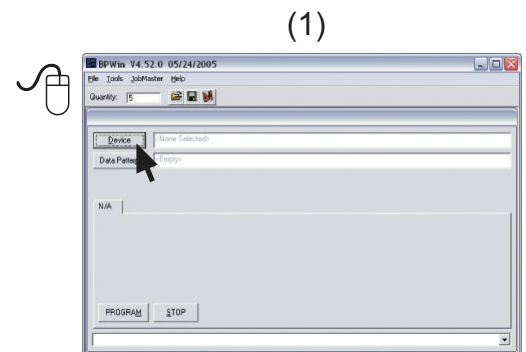 (1)
BPWin V4.52.0 05/24/2005
File Tools JobMaster Help
Quantity: 5
Device <None Selected>
Data Pattern <Empty>
N/A
PROGRAM STOP